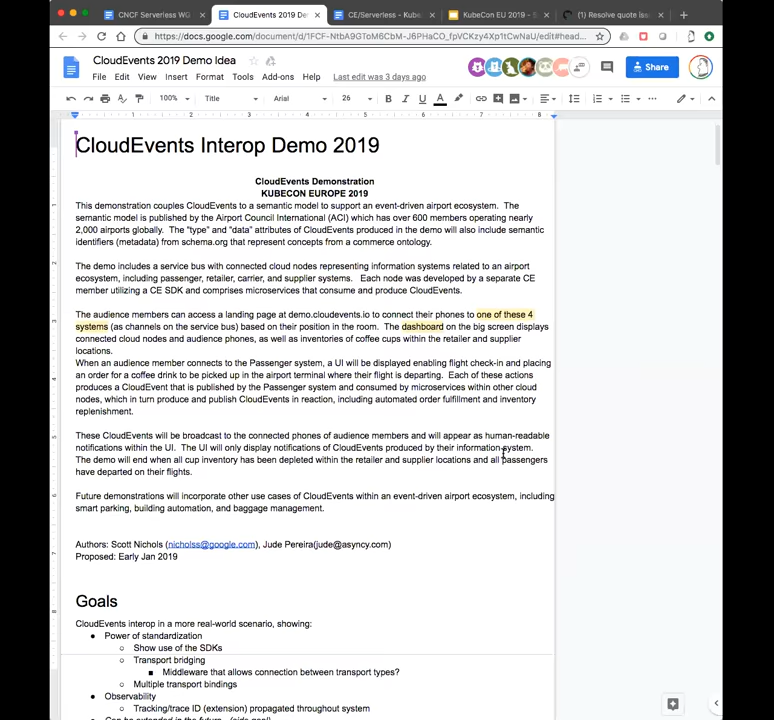 CNCF Serverless WG
CloudEvents 2019 De
CE/Serverless - Kube
KubeCon EU 2019 - S
(1) Resolve quote iss
https://docs.google.com/document/d/1FCF-NtbA9GToM6CbM-J6PHaCO_fpVCKzy4Xp1tCwNaU/edit#head...
CloudEvents 2019 Demo Idea
Share
File Edit View Insert Format Tools Add-ons Help Last edit was 3 days ago
100% Title Arial 26 B I U A
1 2 3 4 5 6 7 8
CloudEvents Interop Demo 2019
CloudEvents Demonstration
KUBECON EUROPE 2019
This demonstration couples CloudEvents to a semantic model to support an event-driven airport ecosystem. The
semantic model is published by the Airport Council International (ACI) which has over 600 members operating nearly
2,000 airports globally. The "type" and "data" attributes of CloudEvents produced in the demo will also include semantic
identifiers (metadata) from schema.org that represent concepts from a commerce ontology.
The demo includes a service bus with connected cloud nodes representing information systems related to an airport
ecosystem, including passenger, retailer, carrier, and supplier systems. Each node was developed by a separate CE
member utilizing a CE SDK and comprises microservices that consume and produce CloudEvents.
The audience members can access a landing page at demo.cloudevents.io to connect their phones to one of these 4
systems (as channels on the service bus) based on their position in the room. The dashboard on the big screen displays
connected cloud nodes and audience phones, as well as inventories of coffee cups within the retailer and supplier
locations.
When an audience member connects to the Passenger system, a UI will be displayed enabling flight check-in and placing
an order for a coffee drink to be picked up in the airport terminal where their flight is departing. Each of these actions
produces a CloudEvent that is published by the Passenger system and consumed by microservices within other cloud
nodes, which in turn produce and publish CloudEvents in reaction, including automated order fulfillment and inventory
replenishment.
These CloudEvents will be broadcast to the connected phones of audience members and will appear as human-readable
notifications within the UI. The UI will only display notifications of CloudEvents produced by their information system.
The demo will end when all cup inventory has been depleted within the retailer and supplier locations and all passengers
have departed on their flights.
Future demonstrations will incorporate other use cases of CloudEvents within an event-driven airport ecosystem, including
smart parking, building automation, and baggage management.
Authors: Scott Nichols (nicholss@google.com), Jude Pereira(jude@asyncy.com)
Proposed: Early Jan 2019
Goals
CloudEvents interop in a more real-world scenario, showing:
● Power of standardization
○ Show use of the SDKs
○ Transport bridging
■ Middleware that allows connection between transport types?
○ Multiple transport bindings
● Observability
○ Tracking/trace ID (extension) propagated throughout system
● Can be extended in the future (side goal)